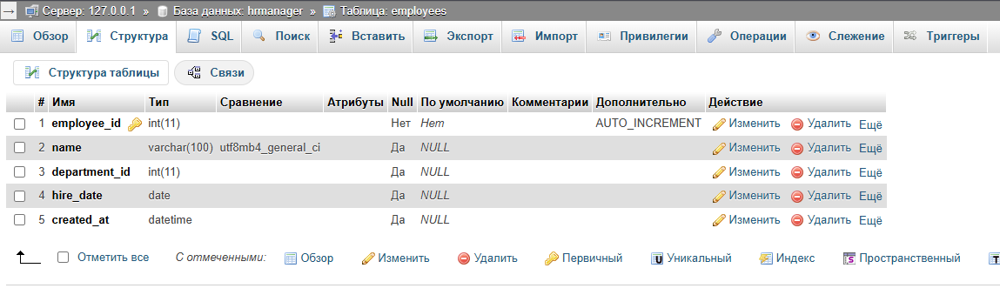 Сервер: 127.0.0.1 » База данных: hrmanager » Таблица: employees
Обзор Структура SQL Поиск Вставить Экспорт Импорт Привилегии Операции Слежение Триггеры
Структура таблицы Связи
# Имя Тип Сравнение Атрибуты Null По умолчанию Комментарии Дополнительно Действие
1 employee_id int(11) Нет Нет AUTO_INCREMENT Изменить Удалить Ещё
2 name varchar(100) utf8mb4_general_ci Да NULL Изменить Удалить Ещё
3 department_id int(11) Да NULL Изменить Удалить Ещё
4 hire_date date Да NULL Изменить Удалить Ещё
5 created_at datetime Да NULL Изменить Удалить Ещё
Отметить все С отмеченными: Обзор Изменить Удалить Первичный Уникальный Индекс Пространственный